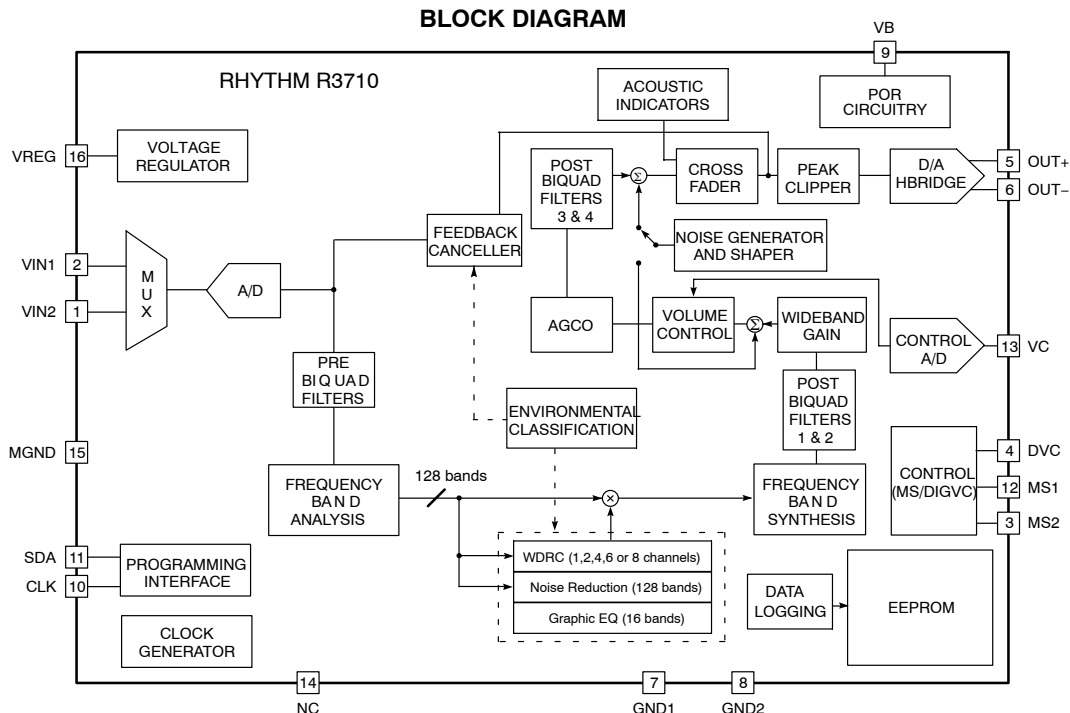 BLOCK DIAGRAM
VB
9
RHYTHM R3710
ACOUSTIC
INDICATORS
POR
CIRCUITRY
VREG
16
VOLTAGE
REGULATOR
POST
BIQUAD
FILTERS
3 & 4
Σ
CROSS
FADER
PEAK
CLIPPER
D/A
HBRIDGE
5
OUT+
6
OUT−
FEEDBACK
CANCELLER
NOISE GENERATOR
AND SHAPER
VIN1
2
VIN2
1
M
U
X
A/D
AGCO
VOLUME
CONTROL
Σ
WIDEBAND
GAIN
CONTROL
A/D
13
VC
PRE
BIQUAD
FILTERS
POST
BIQUAD
FILTERS
1 & 2
ENVIRONMENTAL
CLASSIFICATION
MGND
15
CONTROL
(MS/DIGVC)
4
DVC
12
MS1
3
MS2
128 bands
FREQUENCY
BAND
ANALYSIS
×
FREQUENCY
BAND
SYNTHESIS
WDRC (1,2,4,6 or 8 channels)
Noise Reduction (128 bands)
Graphic EQ (16 bands)
SDA
11
CLK
10
PROGRAMMING
INTERFACE
DATA
LOGGING
EEPROM
CLOCK
GENERATOR
14
NC
7
GND1
8
GND2